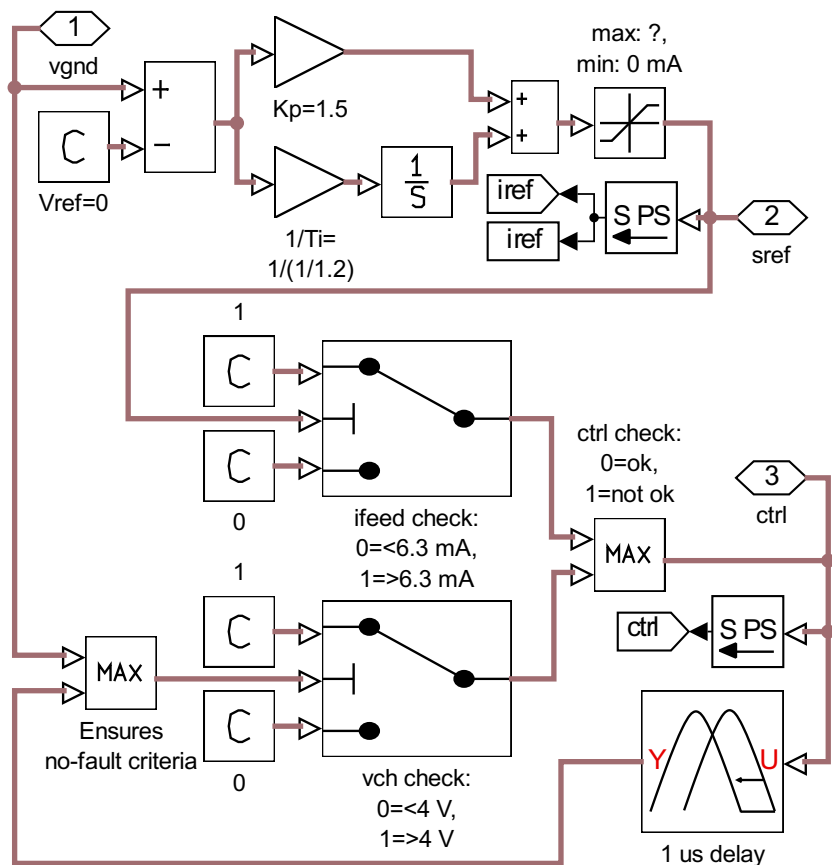 1
vgnd
+
−
C
Vref=0
Kp=1.5
1/Ti=
1/(1/1.2)
1
S
+
+
max: ?,
min: 0 mA
iref
iref
S PS
2
sref
1
C
C
0
ifeed check:
0=<6.3 mA,
1=>6.3 mA
ctrl check:
0=ok,
1=not ok
MAX
3
ctrl
ctrl
S PS
MAX
Ensures
no-fault criteria
1
C
C
0
vch check:
0=<4 V,
1=>4 V
Y
U
1 us delay